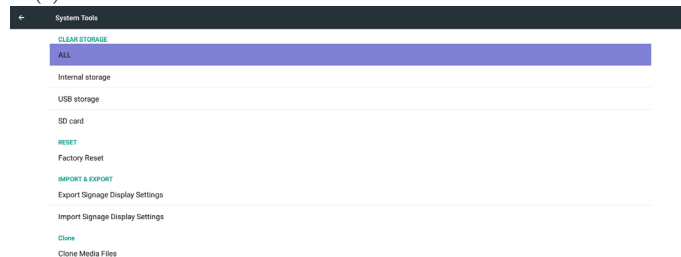 System Tools
CLEAR STORAGE
ALL
Internal storage
USB storage
SD card
RESET
Factory Reset
IMPORT & EXPORT
Export Signage Display Settings
Import Signage Display Settings
Clone
Clone Media Files